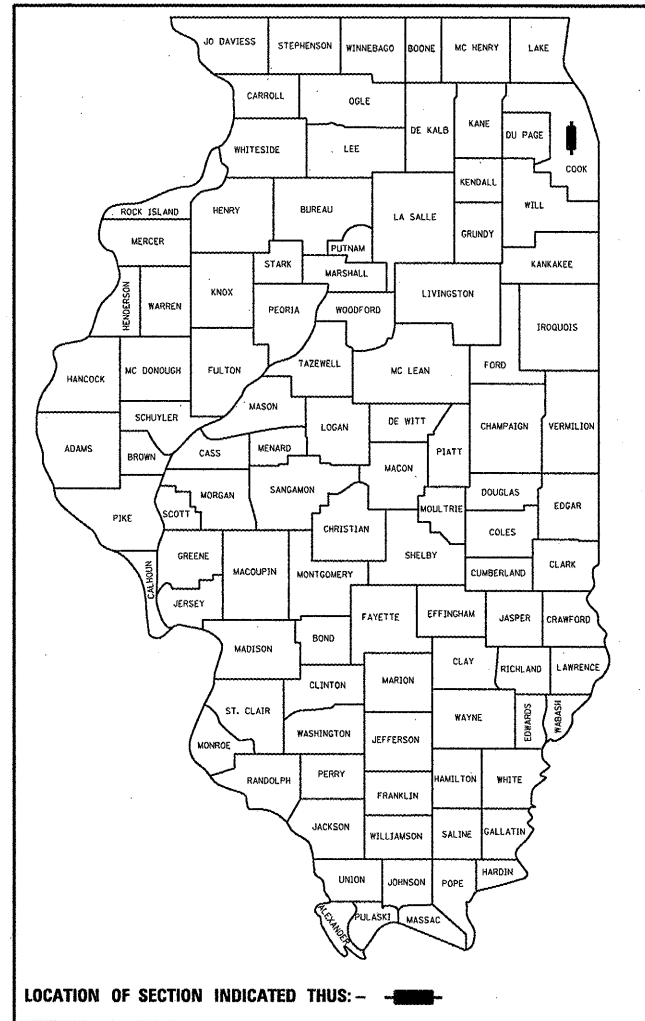 JO DAVIESS STEPHENSON WINNEBAGO BOONE MC HENRY LAKE
CARROLL OGLE DE KALB KANE DU PAGE COOK
WHITESIDE LEE
KENDALL
ROCK ISLAND HENRY BUREAU LA SALLE WILL
MERCER PUTNAM GRUNDY
STARK MARSHALL KANKAKEE
HENDERSON WARREN KNOX PEORIA WOODFORD LIVINGSTON IROQUOIS
HANCOCK MC DONOUGH FULTON TAZEWELL MC LEAN FORD
MASON
SCHUYLER LOGAN DE WITT CHAMPAIGN VERMILION
ADAMS BROWN CASS MENARD MACON PIATT
MORGAN SANGAMON DOUGLAS EDGAR
PIKE SCOTT CHRISTIAN MOULTRIE COLES
GREENE MACOUPIN MONTGOMERY SHELBY CUMBERLAND CLARK
CALHOUN JERSEY
FAYETTE EFFINGHAM JASPER CRAWFORD
MADISON BOND CLAY RICHLAND LAWRENCE
CLINTON MARION
ST. CLAIR WAYNE EDWARDS WABASH
WASHINGTON JEFFERSON
MONROE
RANDOLPH PERRY HAMILTON WHITE
FRANKLIN
JACKSON WILLIAMSON SALINE GALLATIN
UNION JOHNSON POPE HARDIN
ALEXANDER PULASKI MASSAC
LOCATION OF SECTION INDICATED THUS: –